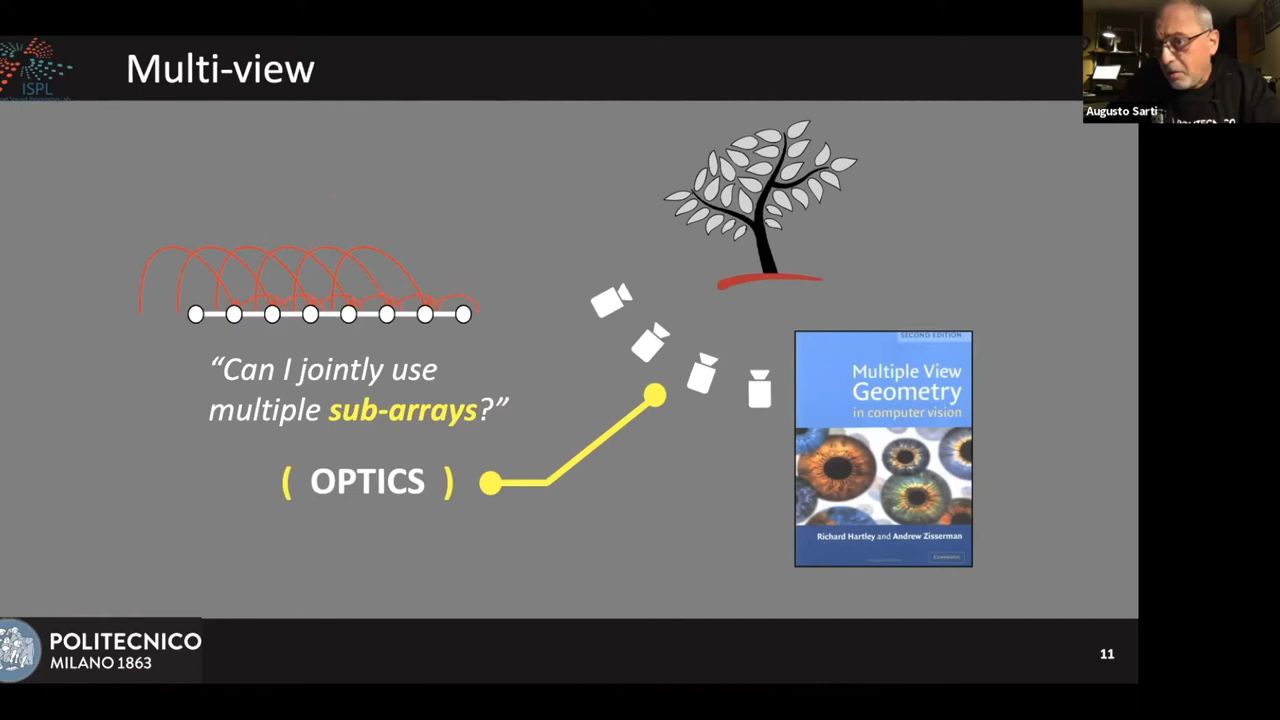 ISPL
Multi-view
Augusto Sarti
POLITECNICO
“Can I jointly use
multiple sub-arrays?”
( OPTICS )
SECOND EDITION
Multiple View
Geometry
in computer vision
Richard Hartley and Andrew Zisserman
POLITECNICO
MILANO 1863
11